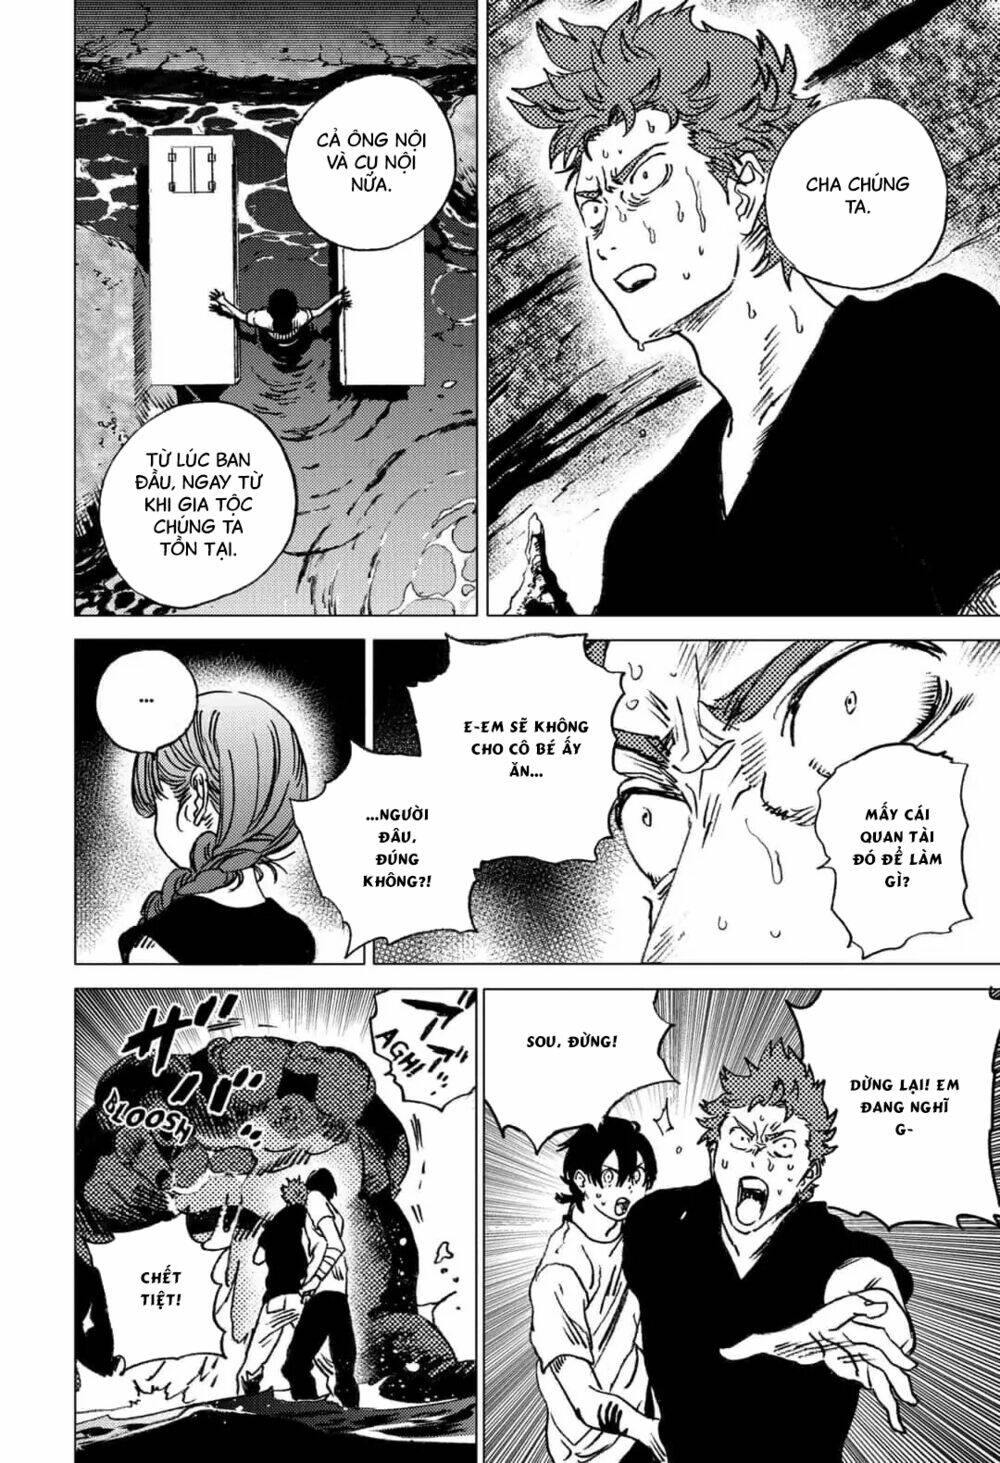 CHA CHÚNG
TA.
CẢ ÔNG NỘI
VÀ CỤ NỘI
NỮA.
TỪ LÚC BAN
ĐẦU, NGAY TỪ
KHI GIA TỘC
CHÚNG TA
TỒN TẠI.
MẤY CÁI
QUAN TÀI
ĐÓ ĐỂ LÀM
GÌ?
E-EM SẼ KHÔNG
CHO CÔ BÉ ẤY
ĂN...
...NGƯỜI
ĐÂU,
ĐÚNG
KHÔNG?!
...
DỪNG LẠI! EM
ĐANG NGHĨ
G-
SOU, ĐỪNG!
AGH!
ザバ
BLOOSH
CHẾT
TIỆT!